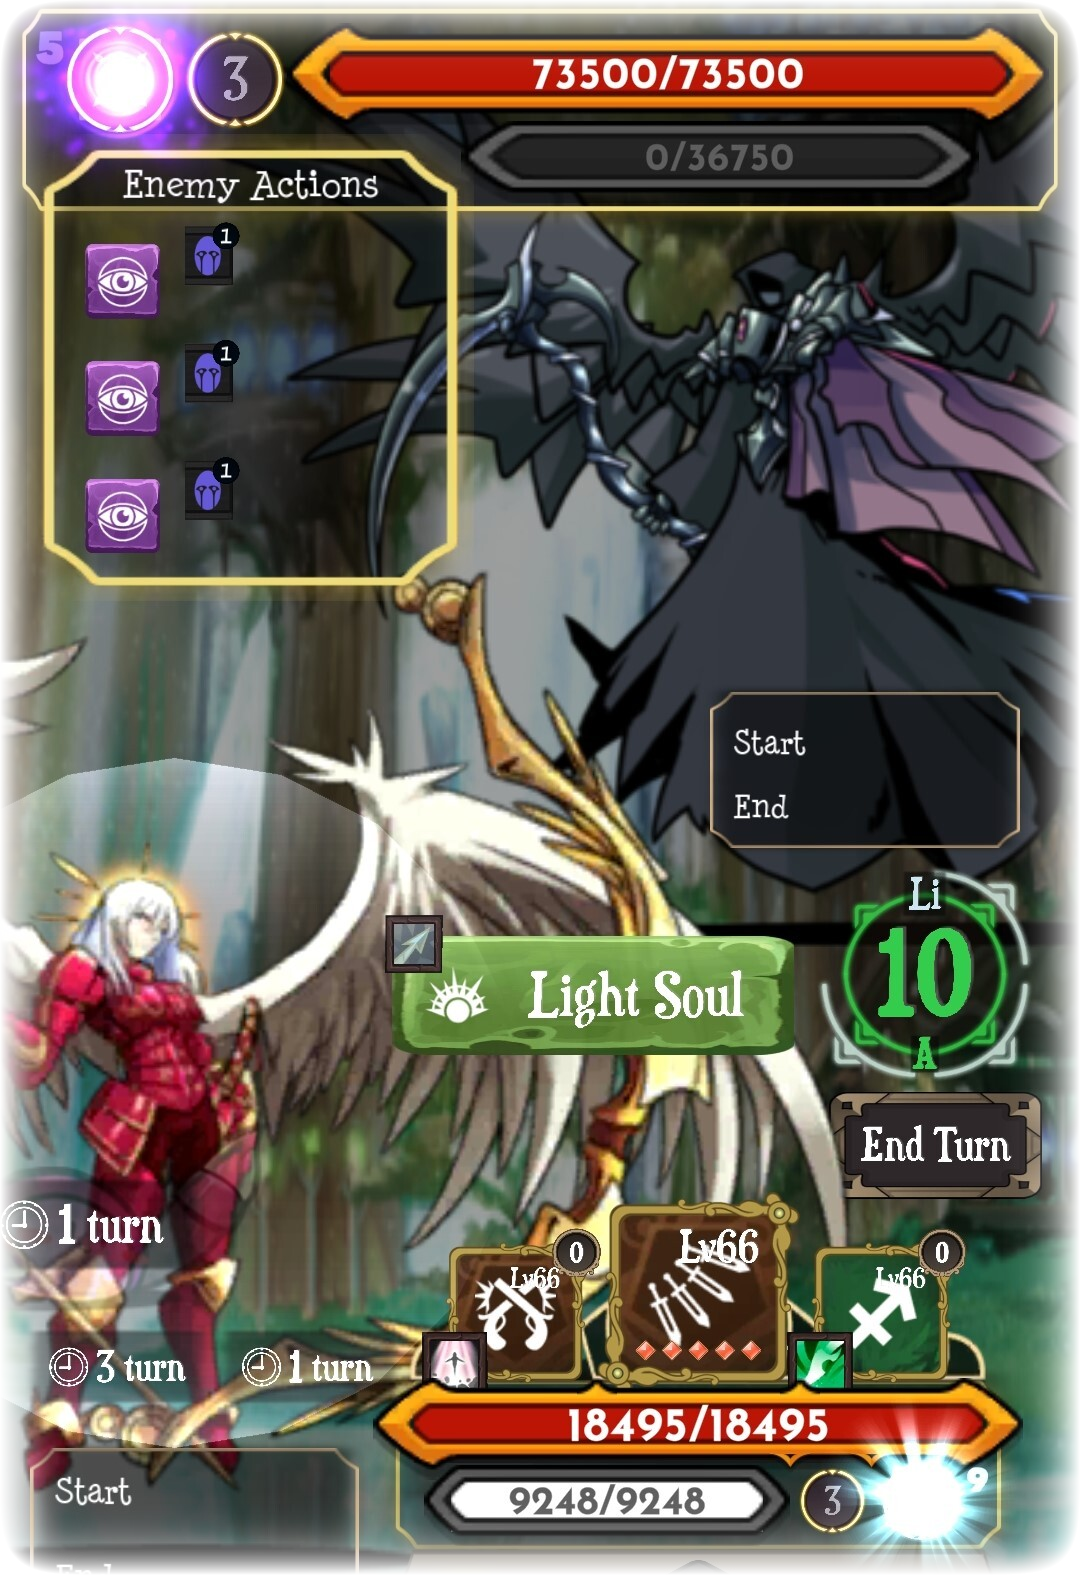 5
3
73500/73500
0/36750
Enemy Actions
1
1
1
Start
End
Light Soul
Li
10
A
End Turn
1 turn
3 turn
1 turn
Lv66
0
Lv66
Lv66
0
18495/18495
9248/9248
3
9
Start
End